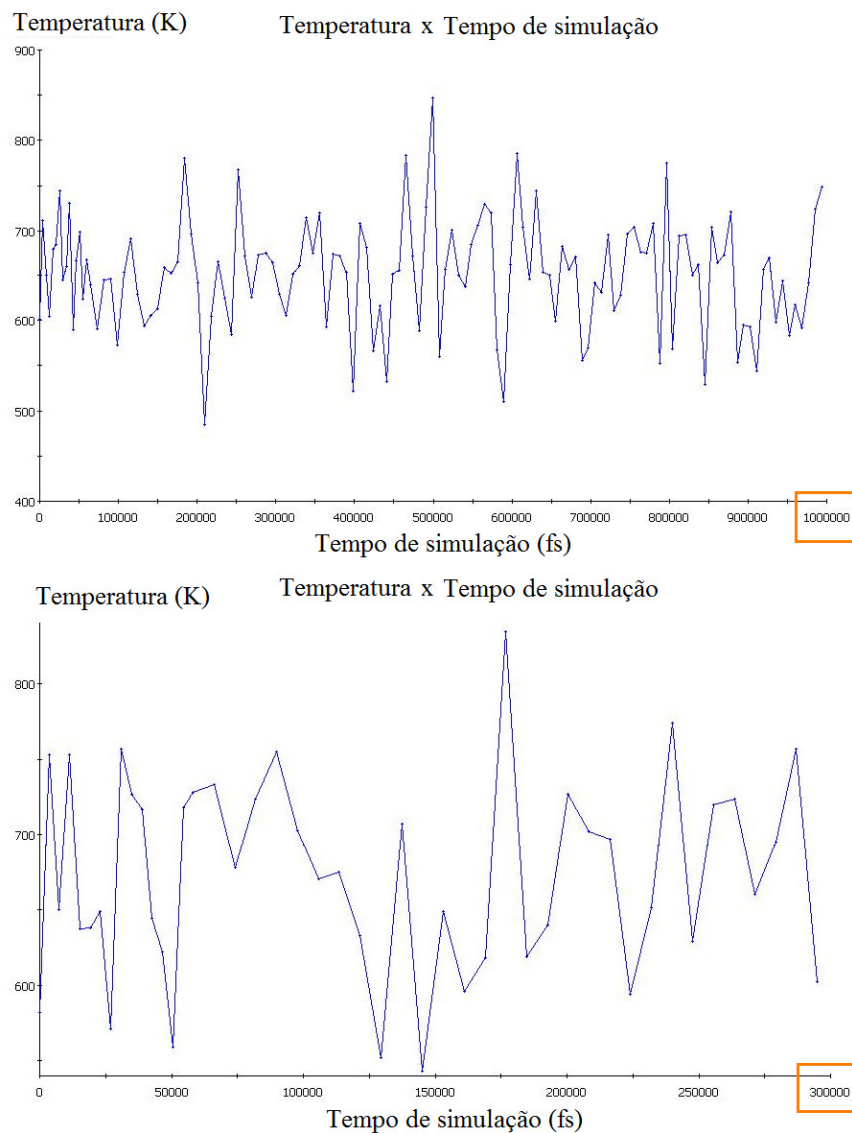 Temperatura (K)
Temperatura x Tempo de simulação
900
800
700
600
500
400
0 100000 200000 300000 400000 500000 600000 700000 800000 900000 1000000
Tempo de simulação (fs)
Temperatura (K)
Temperatura x Tempo de simulação
800
700
600
0 50000 100000 150000 200000 250000 300000
Tempo de simulação (fs)